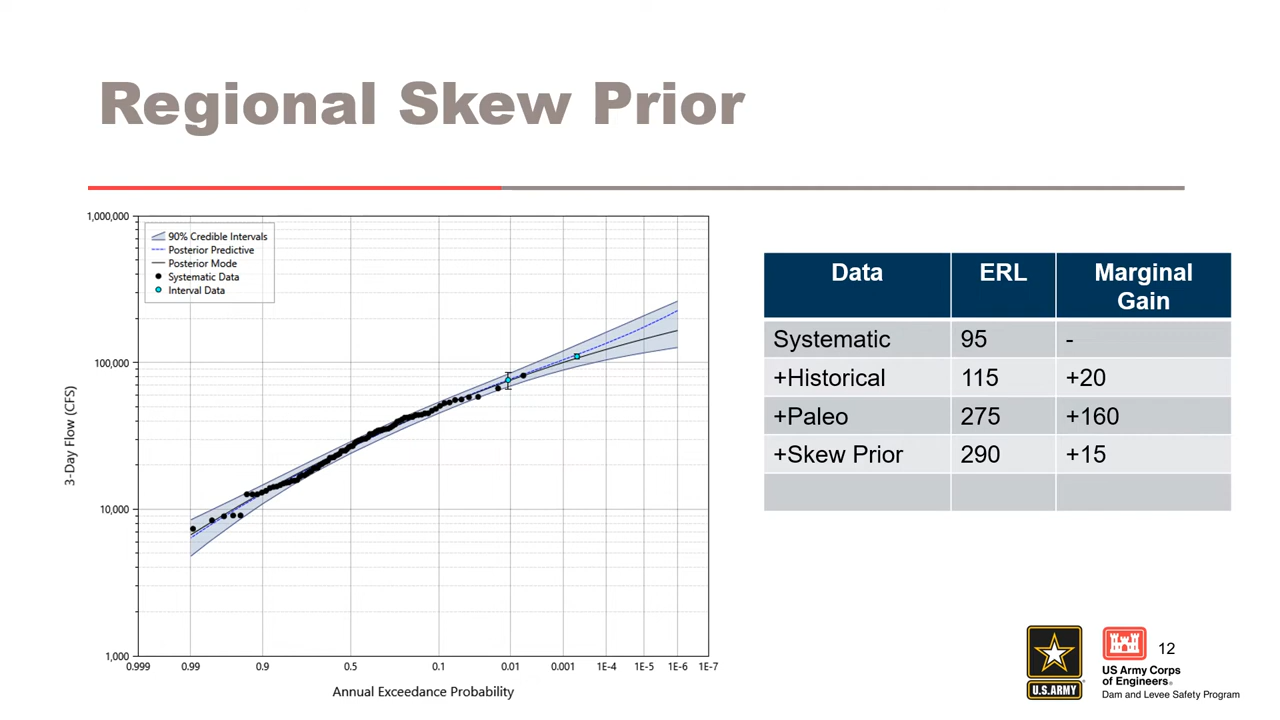 Regional Skew Prior
1,000,000
100,000
10,000
1,000
3-Day Flow (CFS)
90% Credible Intervals
Posterior Predictive
Posterior Mode
Systematic Data
Interval Data
0.999 0.99 0.9 0.5 0.1 0.01 0.001 1E-4 1E-5 1E-6 1E-7
Annual Exceedance Probability
Data ERL Marginal
Gain
Systematic 95 -
+Historical 115 +20
+Paleo 275 +160
+Skew Prior 290 +15
U.S.ARMY
US Army Corps
of Engineers®
Dam and Levee Safety Program
12